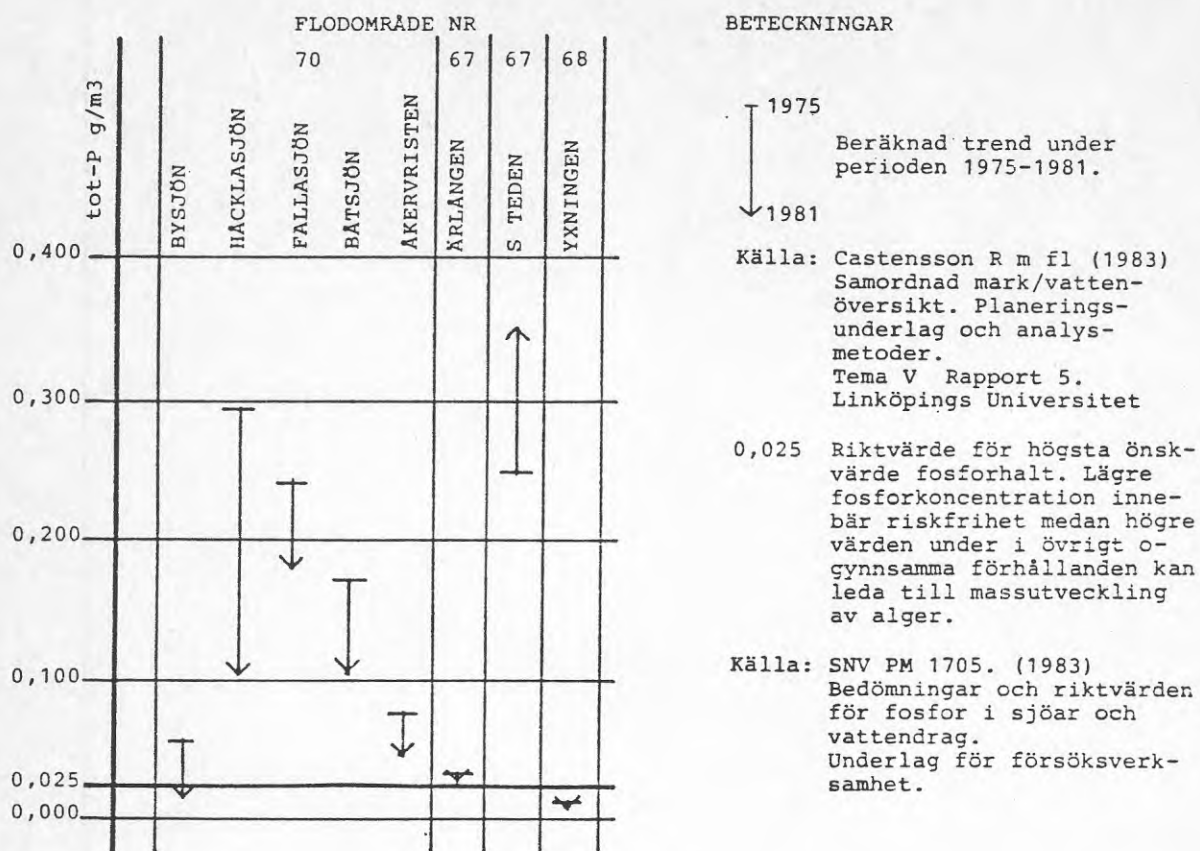 FLODOMRÅDE NR
70
67
67
68
tot-P g/m3
BYSJÖN
HÅCKLASJÖN
FALLASJÖN
BÅTSJÖN
ÅKERVRISTEN
ÄRLÅNGEN
S TEDEN
YXNINGEN
0,400
0,300
0,200
0,100
0,025
0,000
BETECKNINGAR
1975
Beräknad trend under
perioden 1975-1981.
1981
Källa: Castensson R m fl (1983)
Samordnad mark/vatten-
översikt. Planerings-
underlag och analys-
metoder.
Tema V Rapport 5.
Linköpings Universitet
0,025 Riktvärde för högsta önsk-
värde fosforhalt. Lägre
fosforkoncentration inne-
bär riskfrihet medan högre
värden under i övrigt o-
gynnsamma förhållanden kan
leda till massutveckling
av alger.
Källa: SNV PM 1705. (1983)
Bedömningar och riktvärden
för fosfor i sjöar och
vattendrag.
Underlag för försöksverk-
samhet.